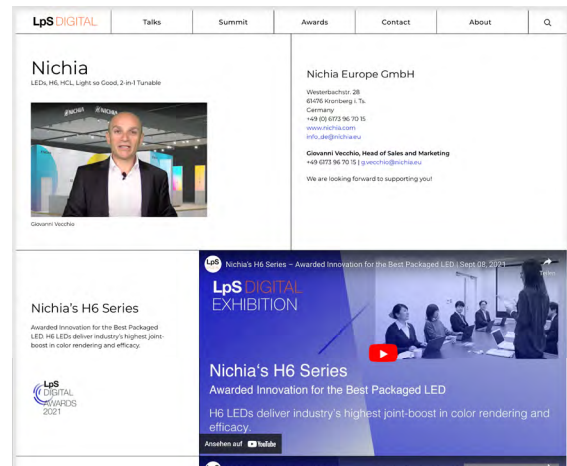 LpS DIGITAL
Talks
Summit
Awards
Contact
About
Nichia
LEDs, H6, HCL, Light so Good, 2-in-1 Tunable
NICHIA
NICHIA
Giovanni Vecchio
Nichia Europe GmbH
Westerbachstr. 28
61476 Kronberg i. Ts.
Germany
+49 (0) 6173 96 70 15
www.nichia.com
info_de@nichia.eu
Giovanni Vecchio, Head of Sales and Marketing
+49 6173 96 70 15 | g.vecchio@nichia.eu
We are looking forward to supporting you!
Nichia's H6 Series
Awarded Innovation for the Best Packaged
LED. H6 LEDs deliver industry's highest joint-
boost in color rendering and efficacy.
LpS
DIGITAL
AWARDS
2021
LpS
Nichia's H6 Series – Awarded Innovation for the Best Packaged LED | Sept 08, 2021
Teilen
LpS DIGITAL
EXHIBITION
Nichia's H6 Series
Awarded Innovation for the Best Packaged LED
H6 LEDs deliver industry's highest joint-boost in color rendering and
efficacy.
Ansehen auf YouTube